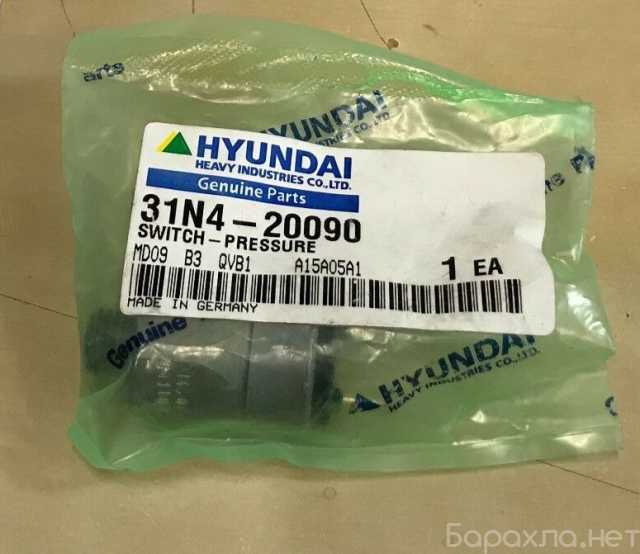 arts
HYUNDAI
HEAVY INDUSTRIES CO.,LTD.
HYUNDAI
HEAVY INDUSTRIES CO.,LTD.
Genuine Parts
31N4-20090
SWITCH-PRESSURE
MD09 B3 QVB1 A15A05A1
1 EA
MADE IN GERMANY
Genuine
HYUNDAI
HEAVY INDUSTRIES CO.,LTD.
Барахла.нет